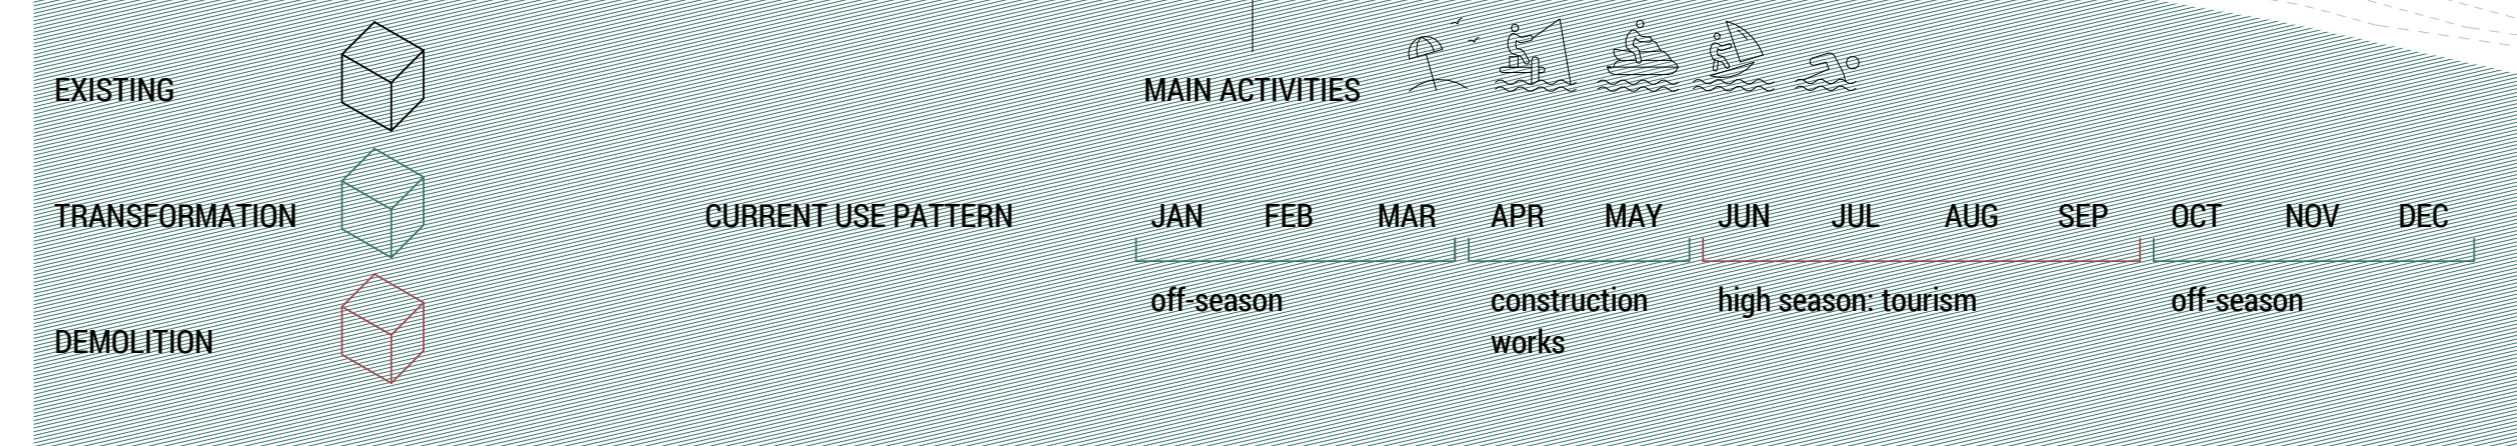 EXISTING
MAIN ACTIVITIES
TRANSFORMATION
CURRENT USE PATTERN
JAN FEB MAR APR MAY JUN JUL AUG SEP OCT NOV DEC
off-season construction high season: tourism off-season
works
DEMOLITION